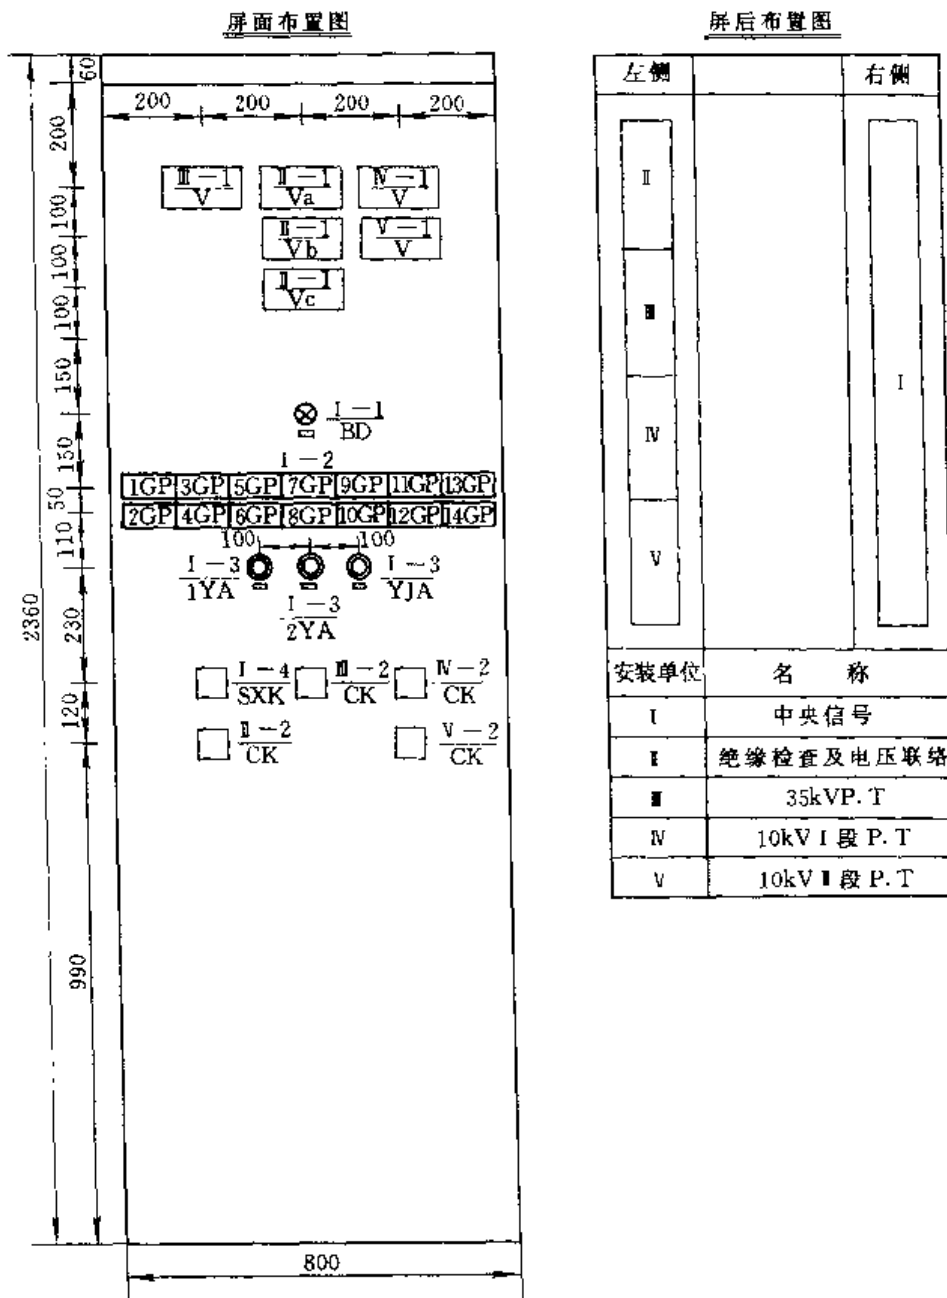 屏面布置图
屏后布置图
60
200 200 200 200
200
100
100
100
150
150
50
110
230
120
990
2360
800
Ⅲ-1
V
Ⅱ-1
Va
Ⅳ-1
V
Ⅱ-1
Vb
Ⅴ-1
V
Ⅱ-1
Vc
Ⅰ-1
BD
Ⅰ-2
1GP 3GP 5GP 7GP 9GP 11GP 13GP
2GP 4GP 6GP 8GP 10GP 12GP 14GP
100 100
Ⅰ-3
1YA
Ⅰ-3
2YA
Ⅰ-3
YJA
Ⅰ-4
SXK
Ⅲ-2
CK
Ⅳ-2
CK
Ⅱ-2
CK
Ⅴ-2
CK
左侧 右侧
Ⅱ
Ⅲ
Ⅳ
Ⅴ
Ⅰ
安装单位 名称
Ⅰ 中央信号
Ⅱ 绝缘检查及电压联络
Ⅲ 35kVP.T
Ⅳ 10kVⅠ段P.T
Ⅴ 10kVⅡ段P.T